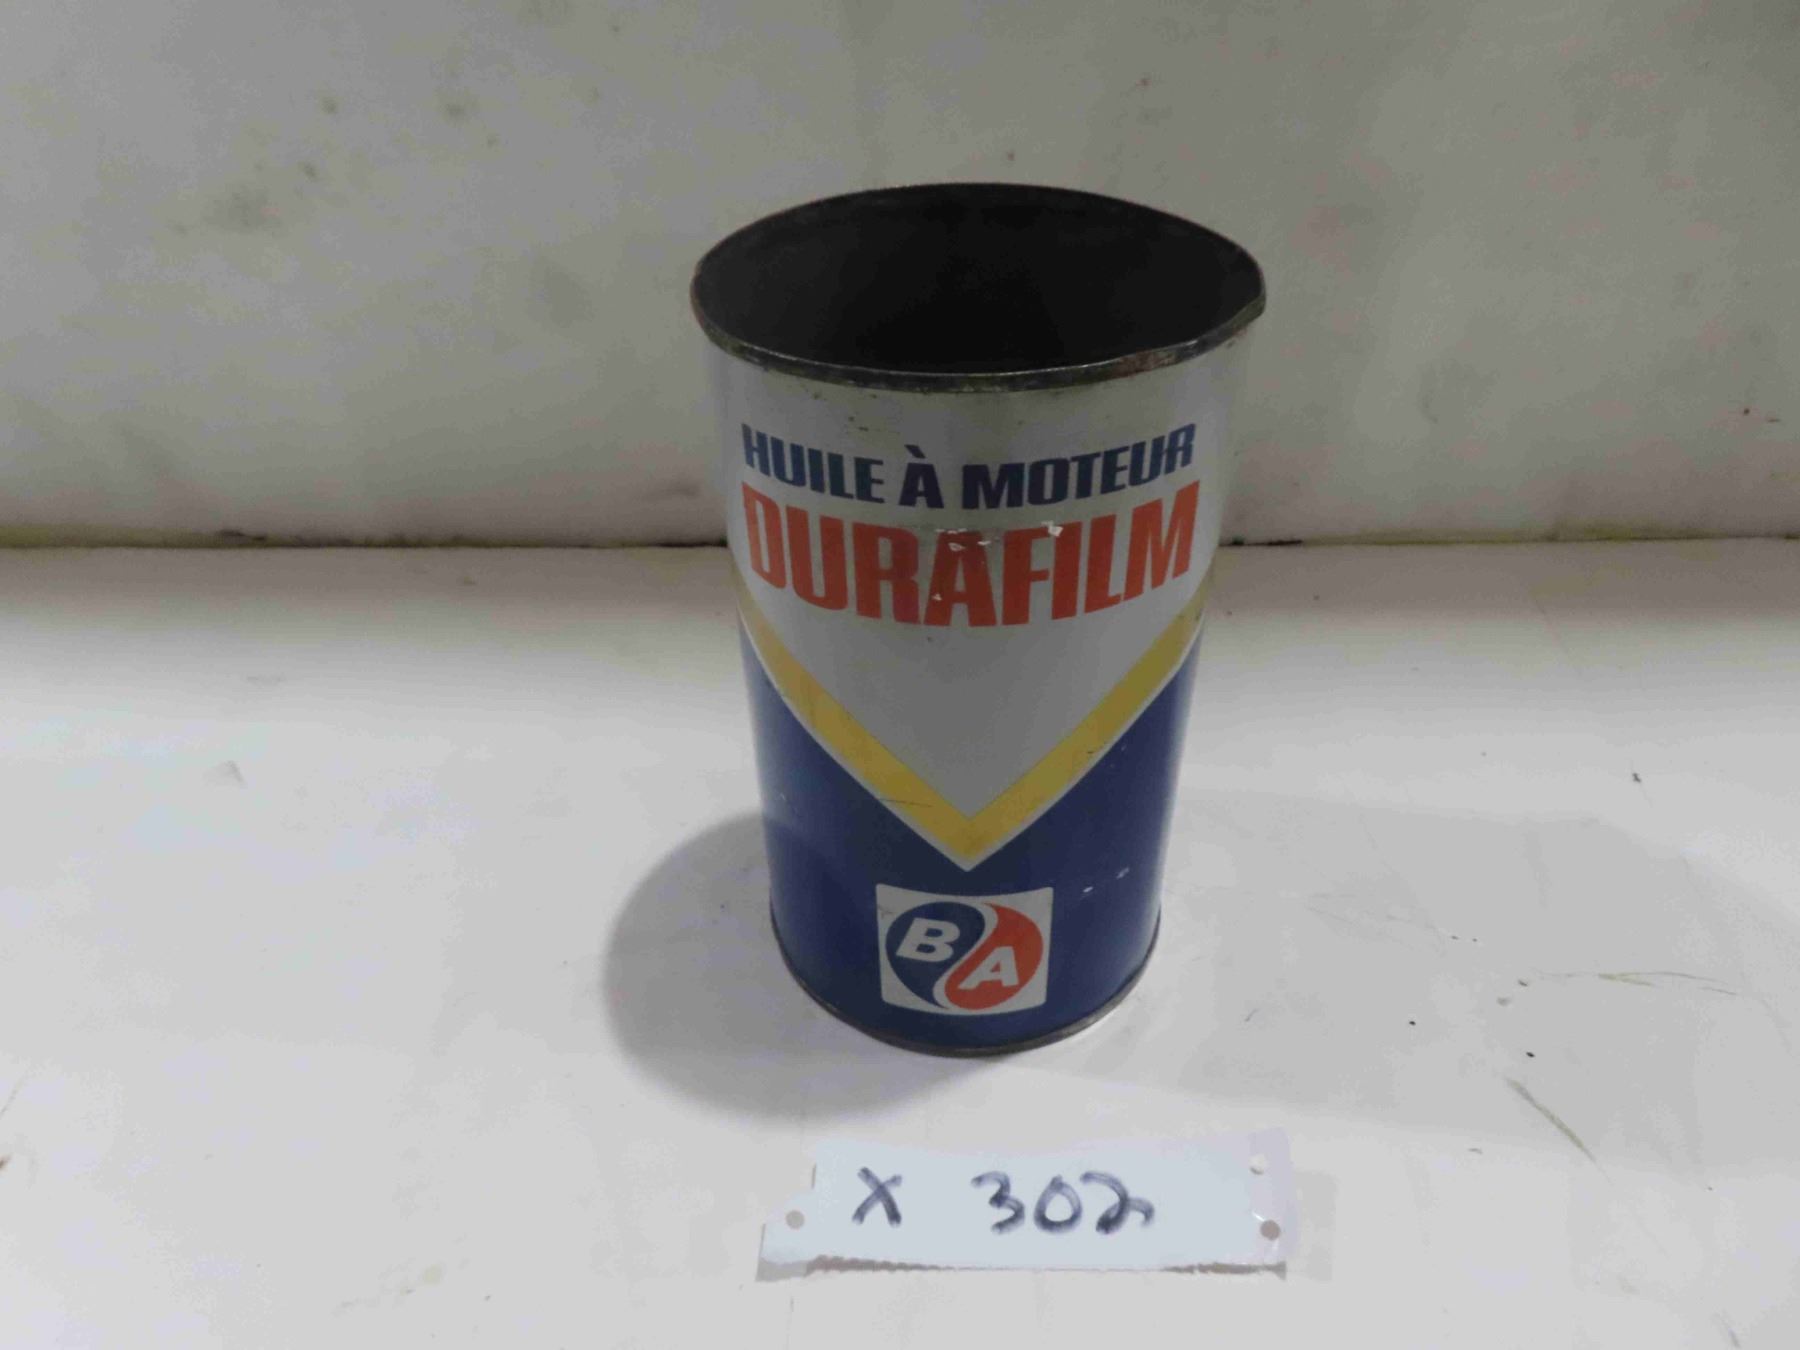 HUILE À MOTEUR
DURAFILM
BA
X 302